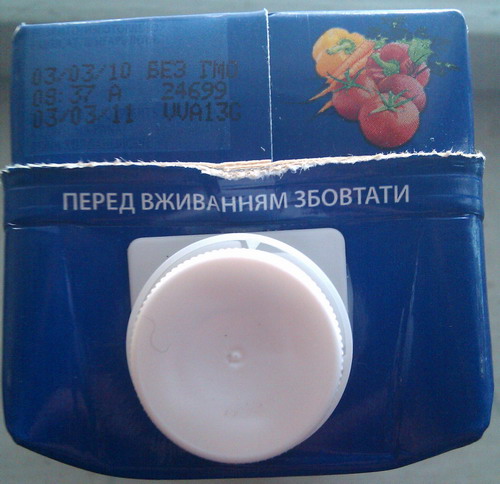 03/03/10 БЕЗ ГМО
08:37 А 24699
03/03/11 VVA13G
ПЕРЕД ВЖИВАННЯМ ЗБОВТАТИ